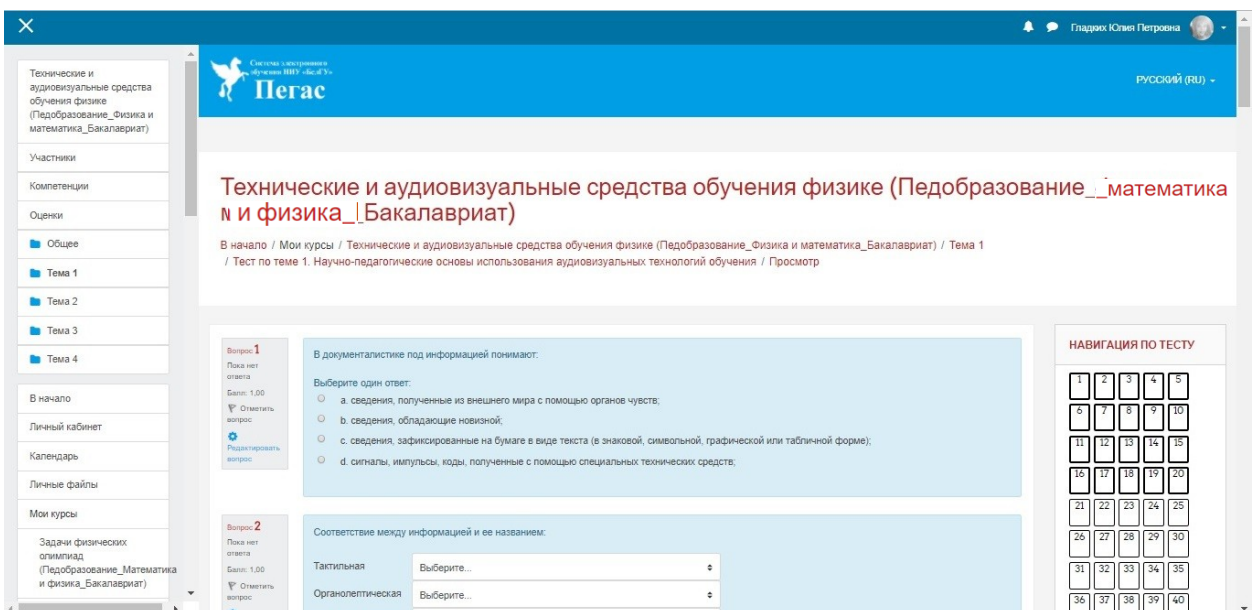 Гладких Юлия Петровна
Система электронного
обучения НИУ «БелГУ»
Пегас
РУССКИЙ (RU)
Технические и
аудиовизуальные средства
обучения физике
(Педобразование_Физика и
математика_Бакалавриат)
Участники
Компетенции
Оценки
Общее
Тема 1
Тема 2
Тема 3
Тема 4
В начало
Личный кабинет
Календарь
Личные файлы
Мои курсы
Задачи физических
олимпиад
(Педобразование_Математика
и физика_Бакалавриат)
Технические и аудиовизуальные средства обучения физике (Педобразование__математика
и физика_Бакалавриат)
В начало / Мои курсы / Технические и аудиовизуальные средства обучения физике (Педобразование_Физика и математика_Бакалавриат) / Тема 1
/ Тест по теме 1. Научно-педагогические основы использования аудиовизуальных технологий обучения / Просмотр
Вопрос 1
Пока нет
ответа
Балл: 1,00
Отметить
вопрос
Редактировать
вопрос
В документалистике под информацией понимают:
Выберите один ответ:
a. сведения, полученные из внешнего мира с помощью органов чувств;
b. сведения, обладающие новизной;
c. сведения, зафиксированные на бумаге в виде текста (в знаковой, символьной, графической или табличной форме);
d. сигналы, импульсы, коды, полученные с помощью специальных технических средств;
Вопрос 2
Пока нет
ответа
Балл: 1,00
Отметить
вопрос
Соответствие между информацией и ее названием:
Тактильная Выберите...
Органолептическая Выберите...
НАВИГАЦИЯ ПО ТЕСТУ
1 2 3 4 5
6 7 8 9 10
11 12 13 14 15
16 17 18 19 20
21 22 23 24 25
26 27 28 29 30
31 32 33 34 35
36 37 38 39 40